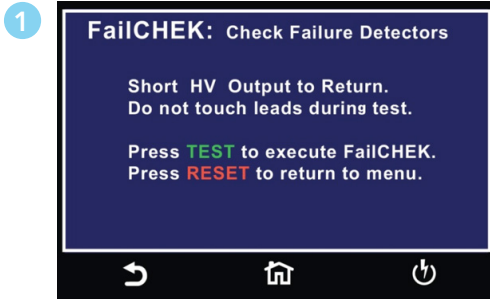 1
FailCHEK: Check Failure Detectors
Short HV Output to Return.
Do not touch leads during test.
Press TEST to execute FailCHEK.
Press RESET to return to menu.